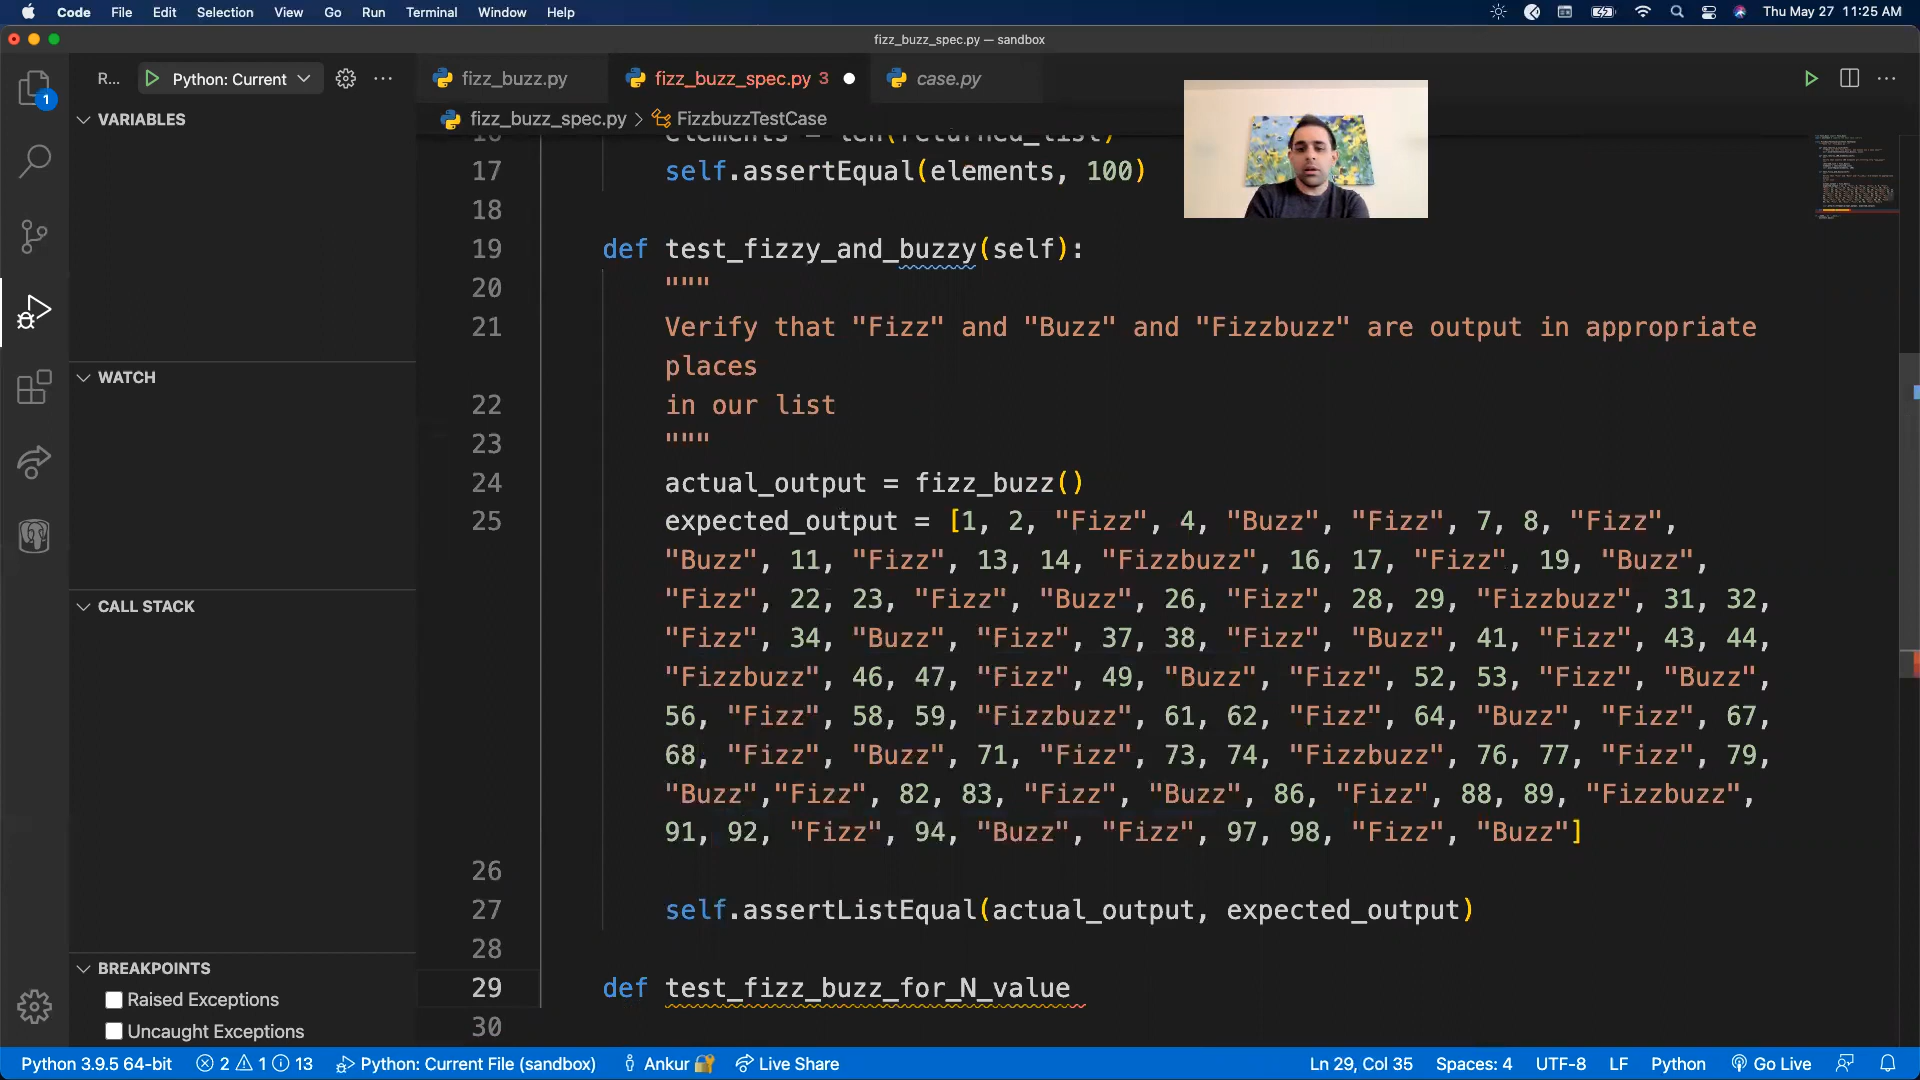 Code File Edit Selection View Go Run Terminal Window Help Thu May 27 11:25 AM
fizz_buzz_spec.py — sandbox
R... Python: Current
fizz_buzz.py fizz_buzz_spec.py 3 case.py
1
VARIABLES
fizz_buzz_spec.py > FizzbuzzTestCase
16 elements = len(returned_list)
17 self.assertEqual(elements, 100)
18
19 def test_fizzy_and_buzzy(self):
20 """
21 Verify that "Fizz" and "Buzz" and "Fizzbuzz" are output in appropriate
places
WATCH
22 in our list
23 """
24 actual_output = fizz_buzz()
25 expected_output = [1, 2, "Fizz", 4, "Buzz", "Fizz", 7, 8, "Fizz",
"Buzz", 11, "Fizz", 13, 14, "Fizzbuzz", 16, 17, "Fizz", 19, "Buzz",
"Fizz", 22, 23, "Fizz", "Buzz", 26, "Fizz", 28, 29, "Fizzbuzz", 31, 32,
CALL STACK
"Fizz", 34, "Buzz", "Fizz", 37, 38, "Fizz", "Buzz", 41, "Fizz", 43, 44,
"Fizzbuzz", 46, 47, "Fizz", 49, "Buzz", "Fizz", 52, 53, "Fizz", "Buzz",
56, "Fizz", 58, 59, "Fizzbuzz", 61, 62, "Fizz", 64, "Buzz", "Fizz", 67,
68, "Fizz", "Buzz", 71, "Fizz", 73, 74, "Fizzbuzz", 76, 77, "Fizz", 79,
"Buzz","Fizz", 82, 83, "Fizz", "Buzz", 86, "Fizz", 88, 89, "Fizzbuzz",
91, 92, "Fizz", 94, "Buzz", "Fizz", 97, 98, "Fizz", "Buzz"]
26
27 self.assertListEqual(actual_output, expected_output)
28
BREAKPOINTS
29 def test_fizz_buzz_for_N_value
Raised Exceptions
30
Uncaught Exceptions
Python 3.9.5 64-bit 2 1 13 Python: Current File (sandbox) Ankur Live Share Ln 29, Col 35 Spaces: 4 UTF-8 LF Python Go Live